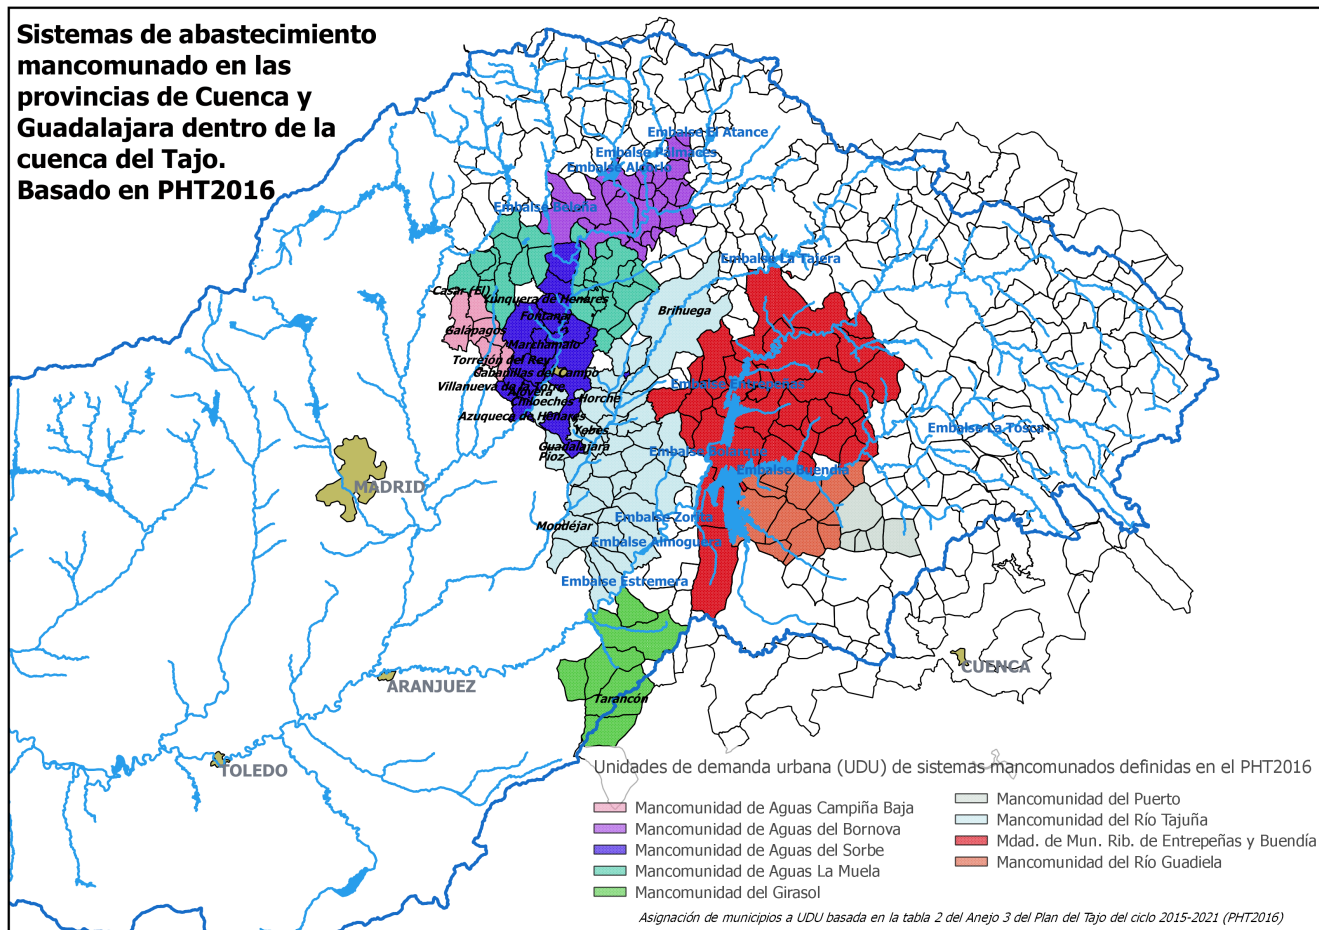 Sistemas de abastecimiento
mancomunado en las
provincias de Cuenca y
Guadalajara dentro de la
cuenca del Tajo.
Basado en PHT2016
Embalse El Atance
Embalse Palmaces
Embalse Alcorlo
Embalse Beleña
Embalse La Tajera
Casar (El)
Yunquera de Henares
Fontanar
Brihuega
Galápagos
Marchamalo
Torrejón del Rey
Cabanillas del Campo
Villanueva de la Torre
Alovera
Chiloeches
Horche
Embalse Entrepeñas
Azuqueca de Henares
Yebes
Embalse La Tosca
Guadalajara
Pioz
Embalse Bolarque
Embalse Buendía
MADRID
Embalse Zorita
Mondéjar
Embalse Almoguera
Embalse Estremera
CUENCA
ARANJUEZ
Tarancón
TOLEDO
Unidades de demanda urbana (UDU) de sistemas mancomunados definidas en el PHT2016
Mancomunidad de Aguas Campiña Baja
Mancomunidad de Aguas del Bornova
Mancomunidad de Aguas del Sorbe
Mancomunidad de Aguas La Muela
Mancomunidad del Girasol
Mancomunidad del Puerto
Mancomunidad del Río Tajuña
Mdad. de Mun. Rib. de Entrepeñas y Buendía
Mancomunidad del Río Guadiela
Asignación de municipios a UDU basada en la tabla 2 del Anejo 3 del Plan del Tajo del ciclo 2015-2021 (PHT2016)